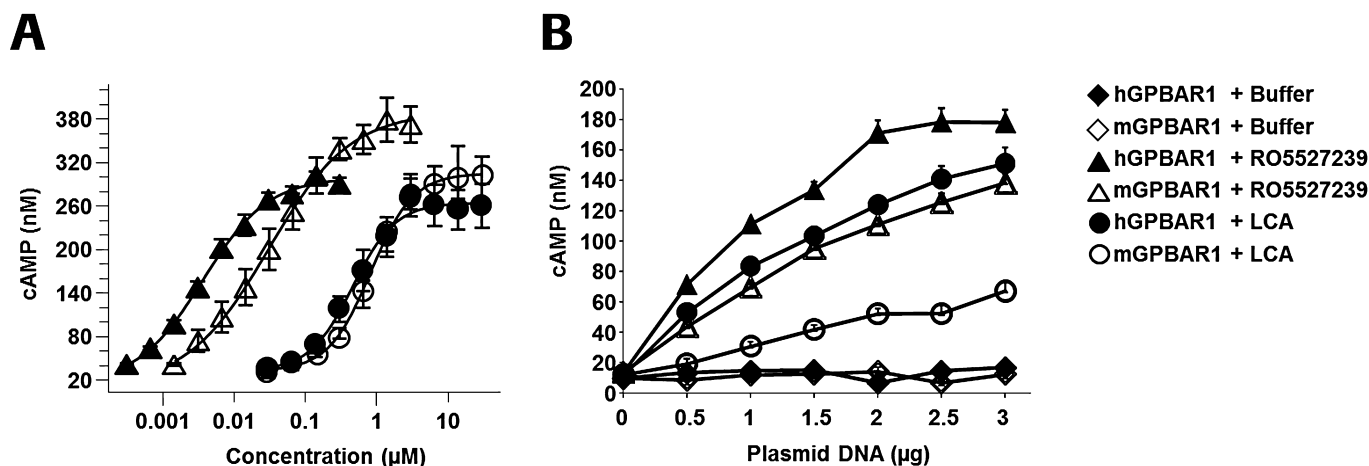 A
cAMP (nM)
380
320
260
200
140
80
20
0.001 0.01 0.1 1 10
Concentration (µM)
B
cAMP (nM)
200
180
160
140
120
100
80
60
40
20
0
0 0.5 1 1.5 2 2.5 3
Plasmid DNA (µg)
hGPBAR1 + Buffer
mGPBAR1 + Buffer
hGPBAR1 + RO5527239
mGPBAR1 + RO5527239
hGPBAR1 + LCA
mGPBAR1 + LCA